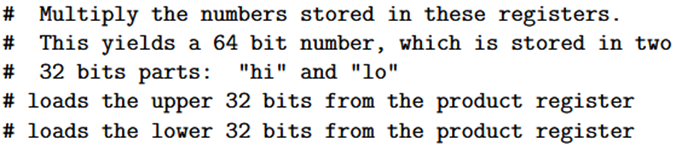 # Multiply the numbers stored in these registers.
# This yields a 64 bit number, which is stored in two
# 32 bits parts: "hi" and "lo"
# loads the upper 32 bits from the product register
# loads the lower 32 bits from the product register